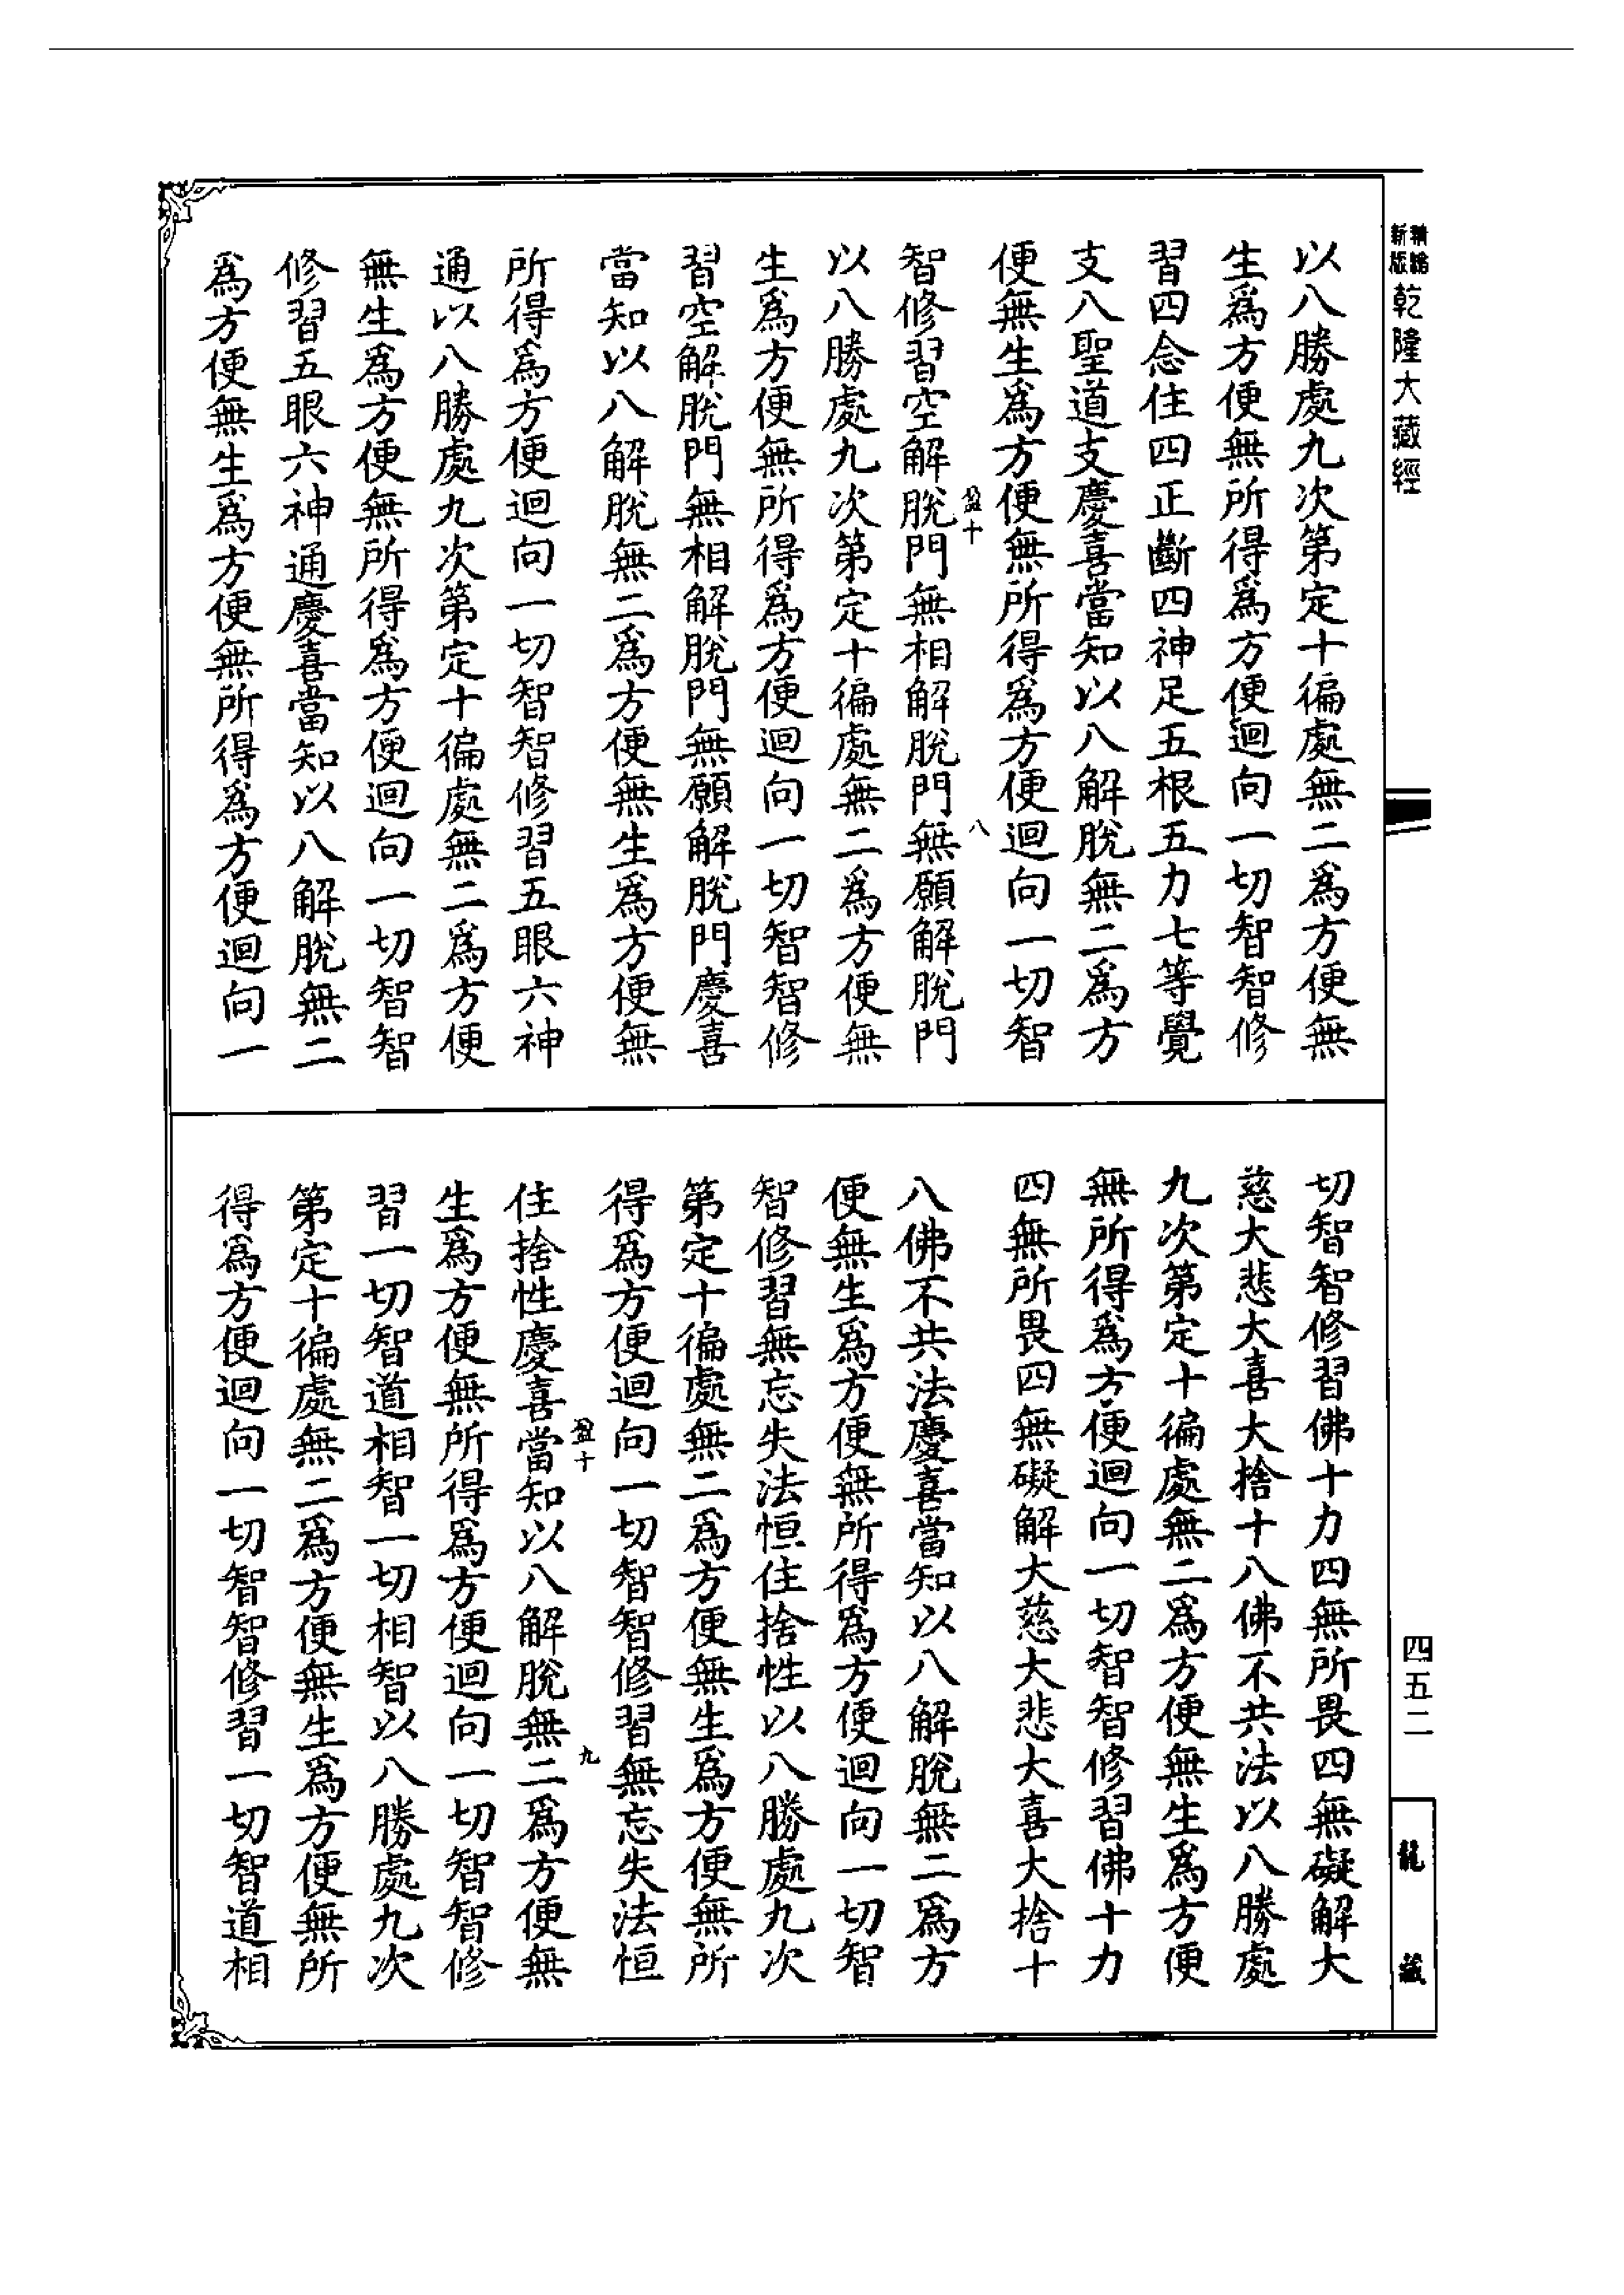 新版
精縮
乾隆大藏經
四五二
龍藏
以八勝處九次第定十徧處無二爲方便無
生爲方便無所得爲方便迴向一切智智修
習四念住四正斷四神足五根五力七等覺
支八聖道支慶喜當知以八解脫無二爲方
便無生爲方便無所得爲方便迴向一切智
盈十
八
智修習空解脫門無相解脫門無願解脫門
以八勝處九次第定十徧處無二爲方便無
生爲方便無所得爲方便迴向一切智智修
習空解脫門無相解脫門無願解脫門慶喜
當知以八解脫無二爲方便無生爲方便無
所得爲方便迴向一切智智修習五眼六神
通以八勝處九次第定十徧處無二爲方便
無生爲方便無所得爲方便迴向一切智智
修習五眼六神通慶喜當知以八解脫無二
爲方便無生爲方便無所得爲方便迴向一
切智智修習佛十力四無所畏四無礙解大
慈大悲大喜大捨十八佛不共法以八勝處
九次第定十徧處無二爲方便無生爲方便
無所得爲方便迴向一切智智修習佛十力
四無所畏四無礙解大慈大悲大喜大捨十
八佛不共法慶喜當知以八解脫無二爲方
便無生爲方便無所得爲方便迴向一切智
智修習無忘失法恒住捨性以八勝處九次
第定十徧處無二爲方便無生爲方便無所
得爲方便迴向一切智智修習無忘失法恒
盈十
九
住捨性慶喜當知以八解脫無二爲方便無
生爲方便無所得爲方便迴向一切智智修
習一切智道相智一切相智以八勝處九次
第定十徧處無二爲方便無生爲方便無所
得爲方便迴向一切智智修習一切智道相